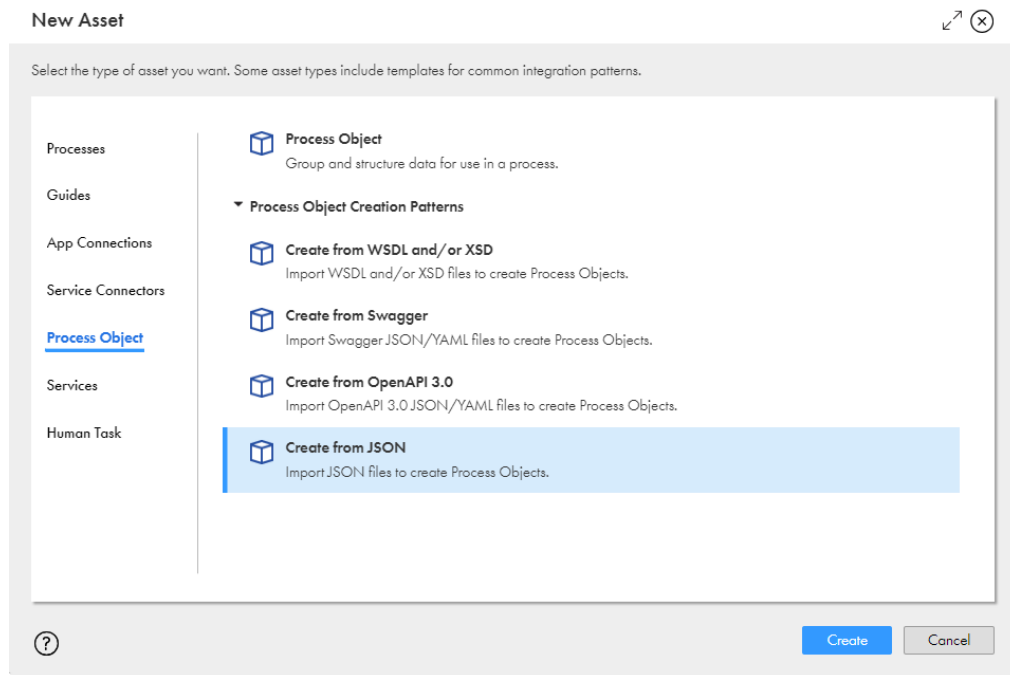 New Asset
Select the type of asset you want. Some asset types include templates for common integration patterns.
Processes
Guides
App Connections
Service Connectors
Process Object
Services
Human Task
Process Object
Group and structure data for use in a process.
Process Object Creation Patterns
Create from WSDL and/or XSD
Import WSDL and/or XSD files to create Process Objects.
Create from Swagger
Import Swagger JSON/YAML files to create Process Objects.
Create from OpenAPI 3.0
Import OpenAPI 3.0 JSON/YAML files to create Process Objects.
Create from JSON
Import JSON files to create Process Objects.
?
Create
Cancel